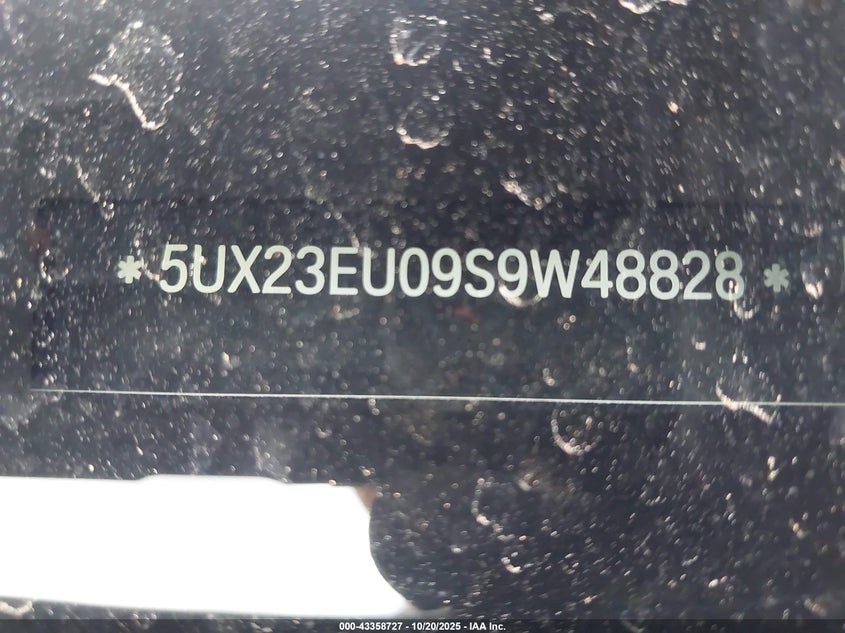 * 5UX23EU09S9W48828 *
000-43358727 - 10/20/2025 - IAA Inc.